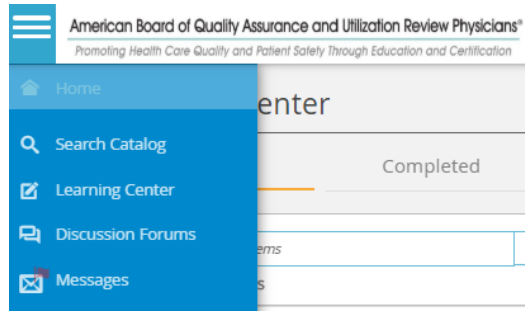 American Board of Quality Assurance and Utilization Review Physicians®
Promoting Health Care Quality and Patient Safety Through Education and Certification
Home
enter
Search Catalog
Completed
Learning Center
Discussion Forums
ems
Messages
s